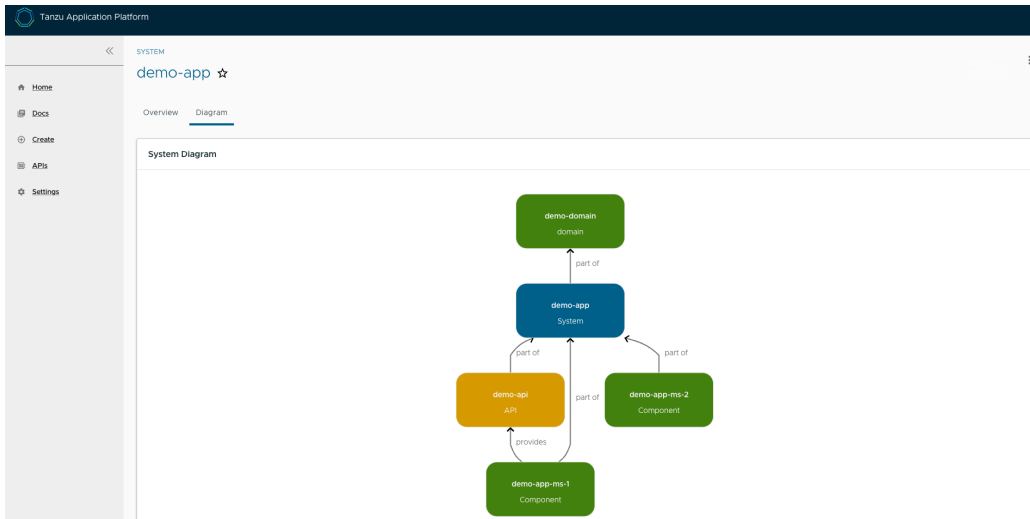 Tanzu Application Platform
Home
Docs
Create
APIs
Settings
SYSTEM
demo-app
Overview
Diagram
System Diagram
demo-domain
domain
part of
demo-app
System
part of
part of
demo-api
API
part of
demo-app-ms-2
Component
provides
demo-app-ms-1
Component